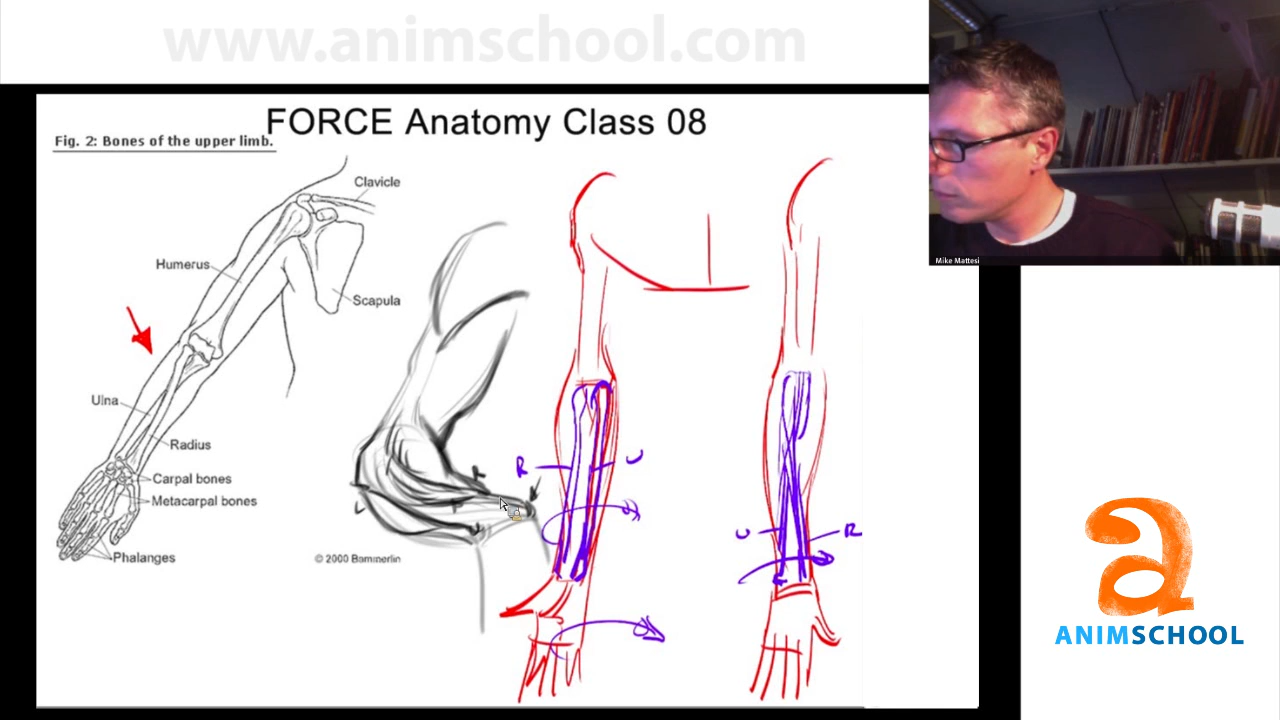 www.animschool.com
FORCE Anatomy Class 08
Fig. 2: Bones of the upper limb.
Clavicle
Humerus
Scapula
Ulna
Radius
Carpal bones
Metacarpal bones
Phalanges
© 2000 Bammerlin
R
U
U
R
Mike Mattesi
a
ANIMSCHOOL